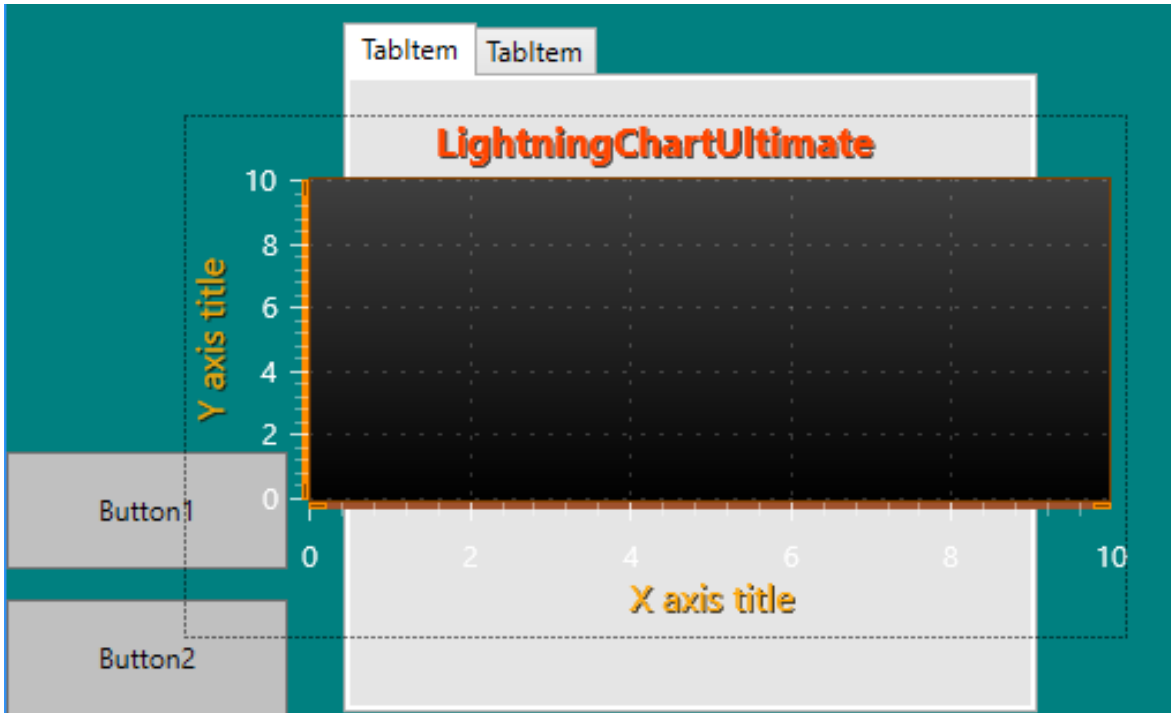 TabItem TabItem
LightningChartUltimate
10
8
6
4
2
0
Y axis title
0 2 4 6 8 10
X axis title
Button1
Button2